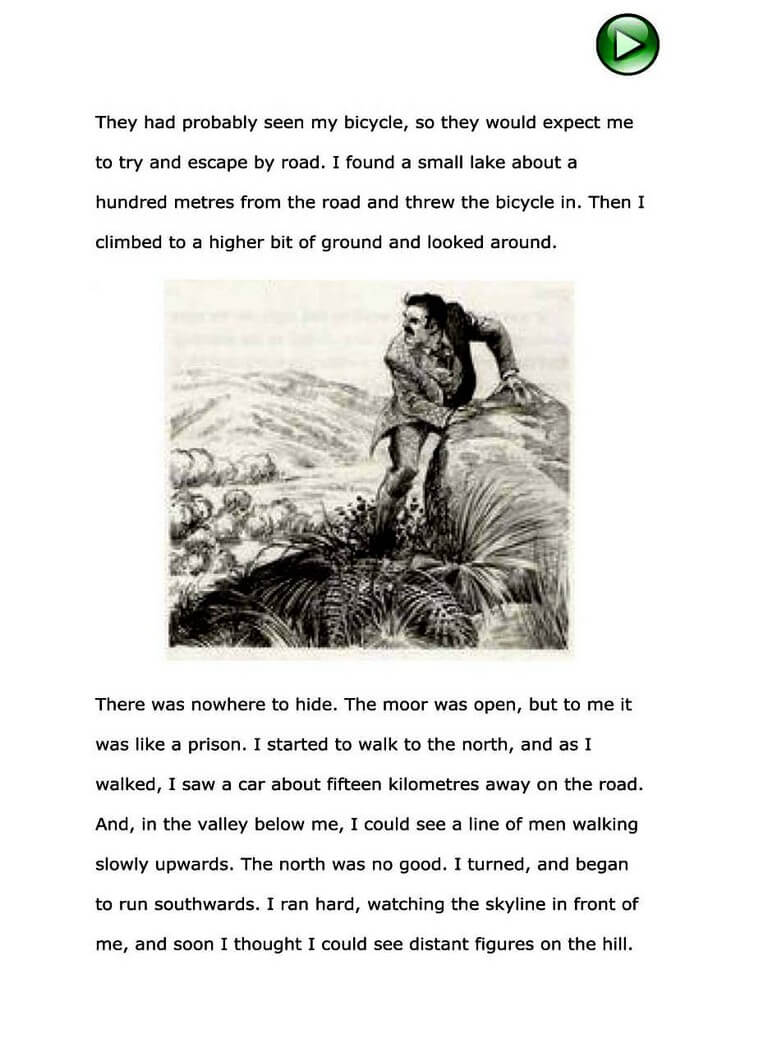 They had probably seen my bicycle, so they would expect me
to try and escape by road. I found a small lake about a
hundred metres from the road and threw the bicycle in. Then I
climbed to a higher bit of ground and looked around.
There was nowhere to hide. The moor was open, but to me it
was like a prison. I started to walk to the north, and as I
walked, I saw a car about fifteen kilometres away on the road.
And, in the valley below me, I could see a line of men walking
slowly upwards. The north was no good. I turned, and began
to run southwards. I ran hard, watching the skyline in front of
me, and soon I thought I could see distant figures on the hill.